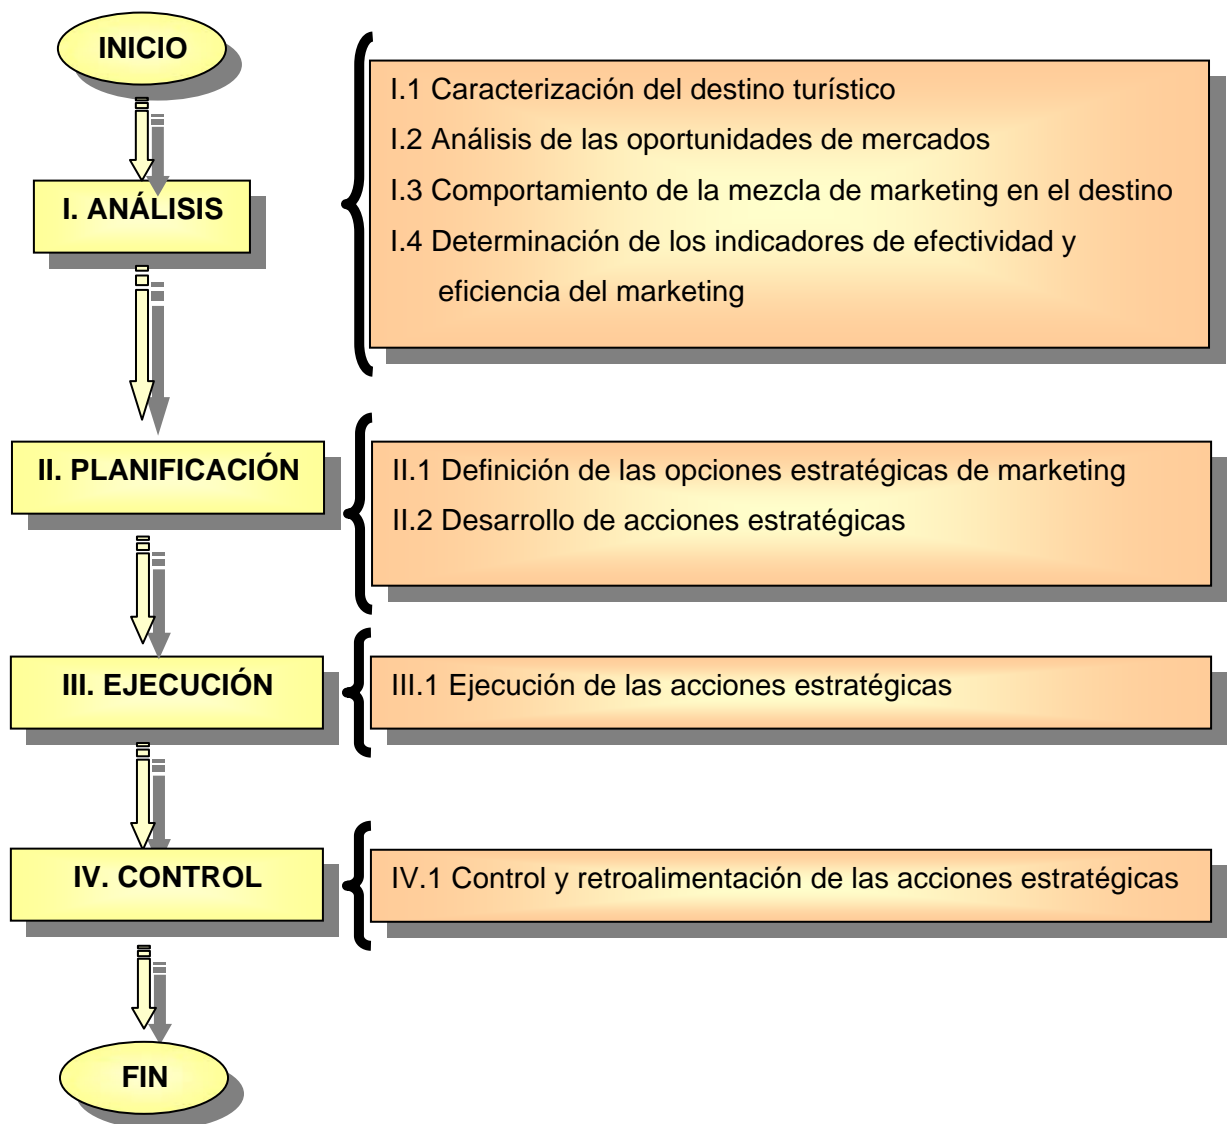 INICIO
I. ANÁLISIS
I.1 Caracterización del destino turístico
I.2 Análisis de las oportunidades de mercados
I.3 Comportamiento de la mezcla de marketing en el destino
I.4 Determinación de los indicadores de efectividad y
eficiencia del marketing
II. PLANIFICACIÓN
II.1 Definición de las opciones estratégicas de marketing
II.2 Desarrollo de acciones estratégicas
III. EJECUCIÓN
III.1 Ejecución de las acciones estratégicas
IV. CONTROL
IV.1 Control y retroalimentación de las acciones estratégicas
FIN